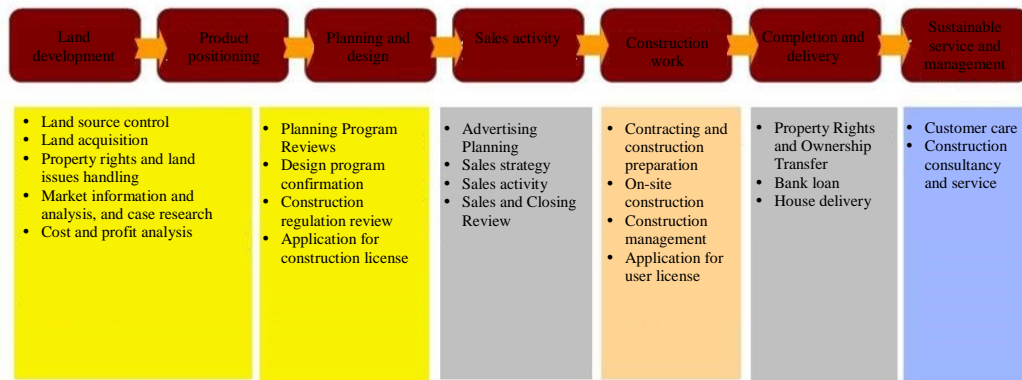 Land
development
Product
positioning
Planning and
design
Sales activity
Construction
work
Completion and
delivery
Sustainable
service and
management
• Land source control
• Land acquisition
• Property rights and land
issues handling
• Market information and
analysis, and case research
• Cost and profit analysis
• Planning Program
Reviews
• Design program
confirmation
• Construction
regulation review
• Application for
construction license
• Advertising
Planning
• Sales strategy
• Sales activity
• Sales and Closing
Review
• Contracting and
construction
preparation
• On-site
construction
• Construction
management
• Application for
user license
• Property Rights
and Ownership
Transfer
• Bank loan
• House delivery
• Customer care
• Construction
consultancy
and service